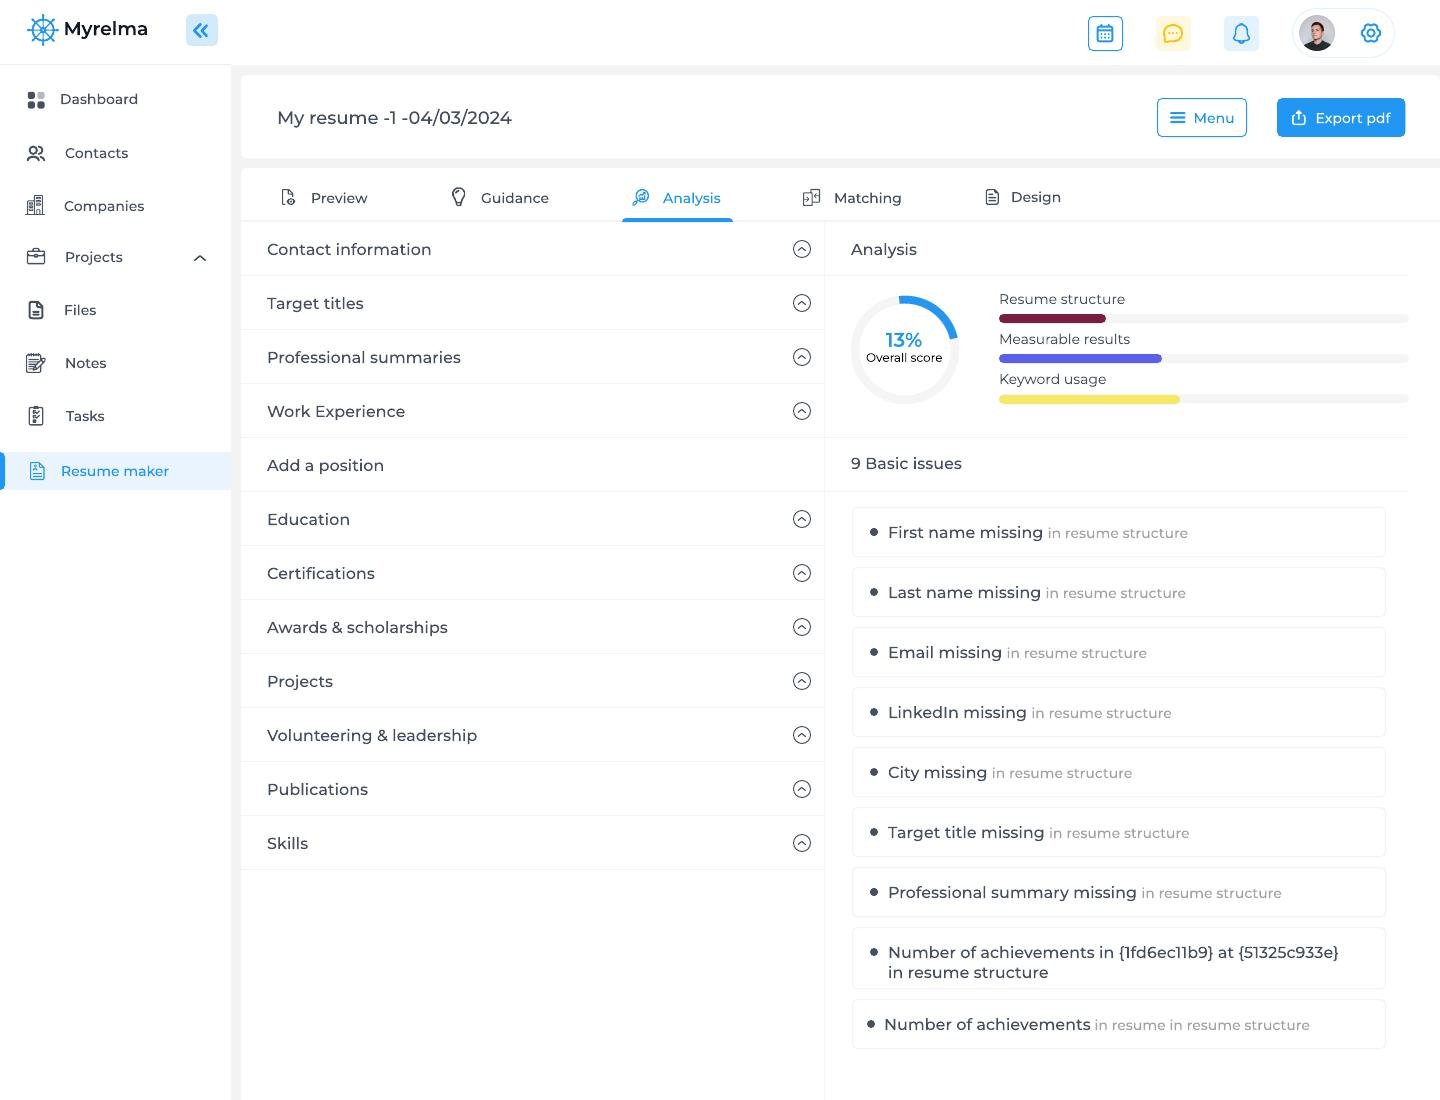 Myrelma
Dashboard
Contacts
Companies
Projects
Files
Notes
Tasks
Resume maker
My resume -1 -04/03/2024
Menu
Export pdf
Preview
Guidance
Analysis
Matching
Design
Contact information
Target titles
Professional summaries
Work Experience
Add a position
Education
Certifications
Awards & scholarships
Projects
Volunteering & leadership
Publications
Skills
Analysis
13%
Overall score
Resume structure
Measurable results
Keyword usage
9 Basic issues
First name missing in resume structure
Last name missing in resume structure
Email missing in resume structure
LinkedIn missing in resume structure
City missing in resume structure
Target title missing in resume structure
Professional summary missing in resume structure
Number of achievements in {1fd6ec11b9} at {51325c933e}
in resume structure
Number of achievements in resume in resume structure